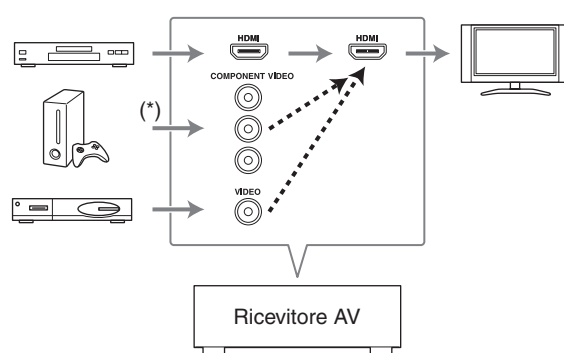 HDMI HDMI
COMPONENT VIDEO
(*)
VIDEO
Ricevitore AV